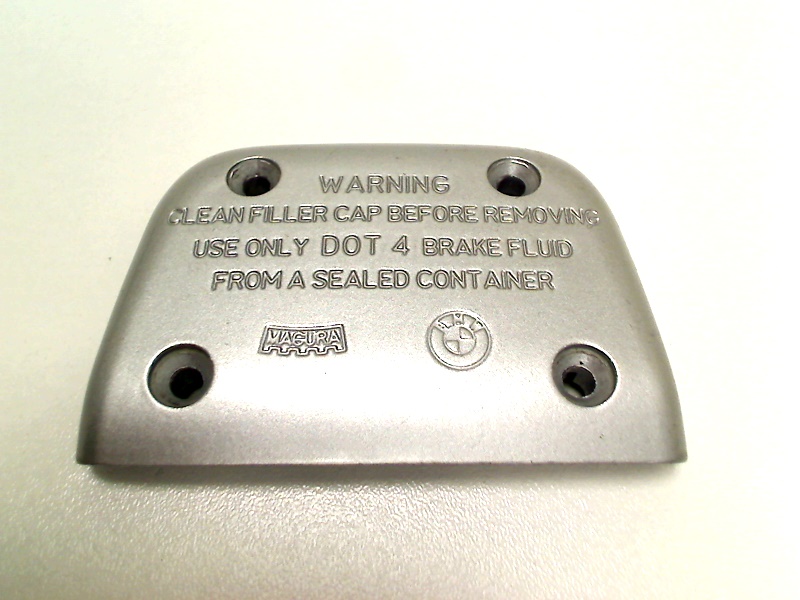 WARNING
CLEAN FILLER CAP BEFORE REMOVING
USE ONLY DOT 4 BRAKE FLUID
FROM A SEALED CONTAINER
MAGURA
BMW